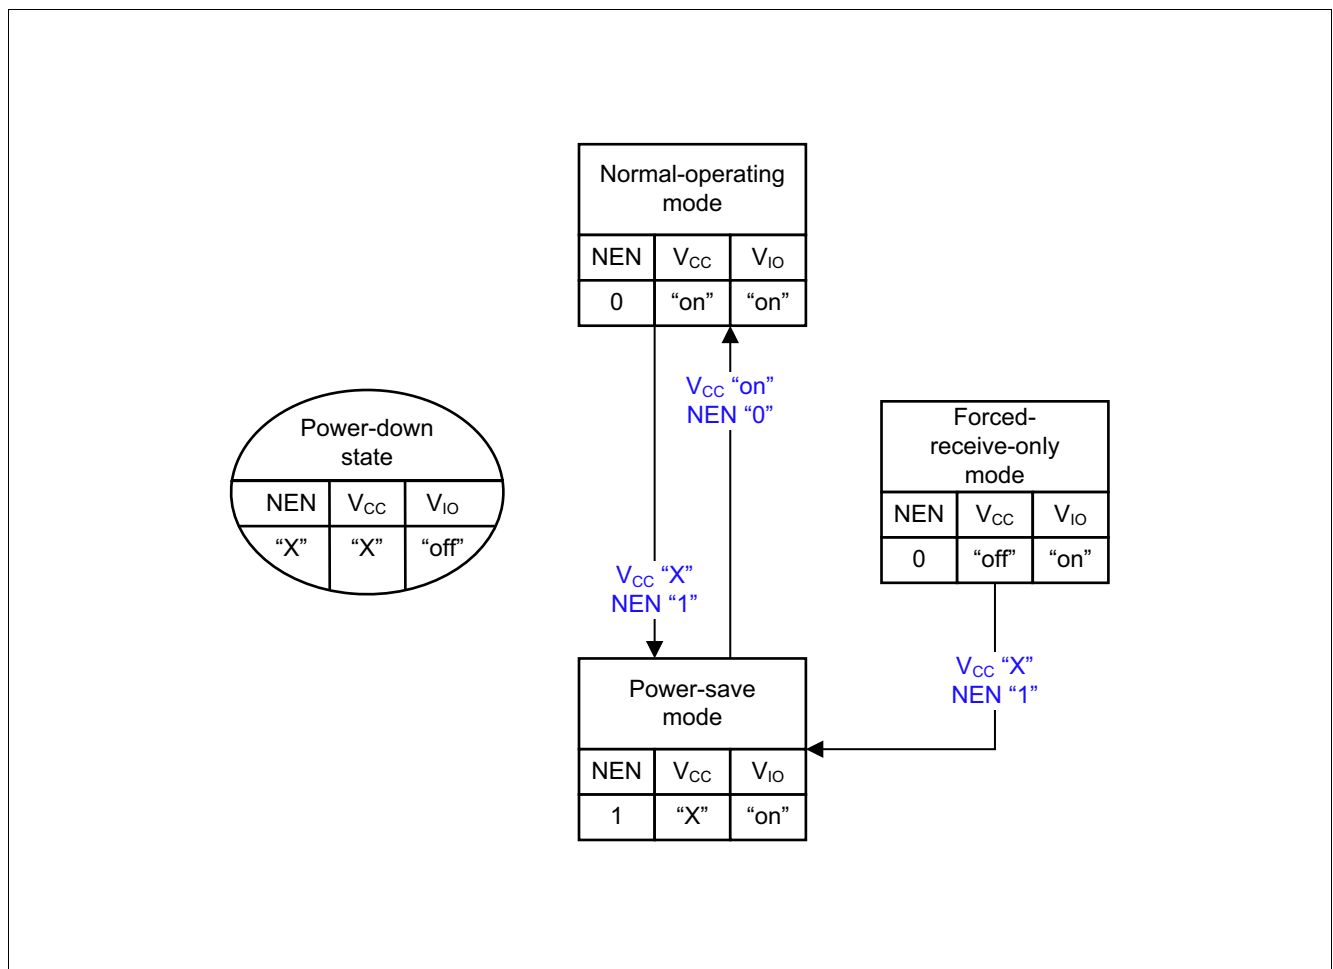 Normal-operating
mode
NEN VCC VIO
0 “on” “on”
VCC “on”
NEN “0”
Power-down
state
NEN VCC VIO
“X” “X” “off”
Forced-
receive-only
mode
NEN VCC VIO
0 “off” “on”
VCC “X”
NEN “1”
VCC “X”
NEN “1”
Power-save
mode
NEN VCC VIO
1 “X” “on”